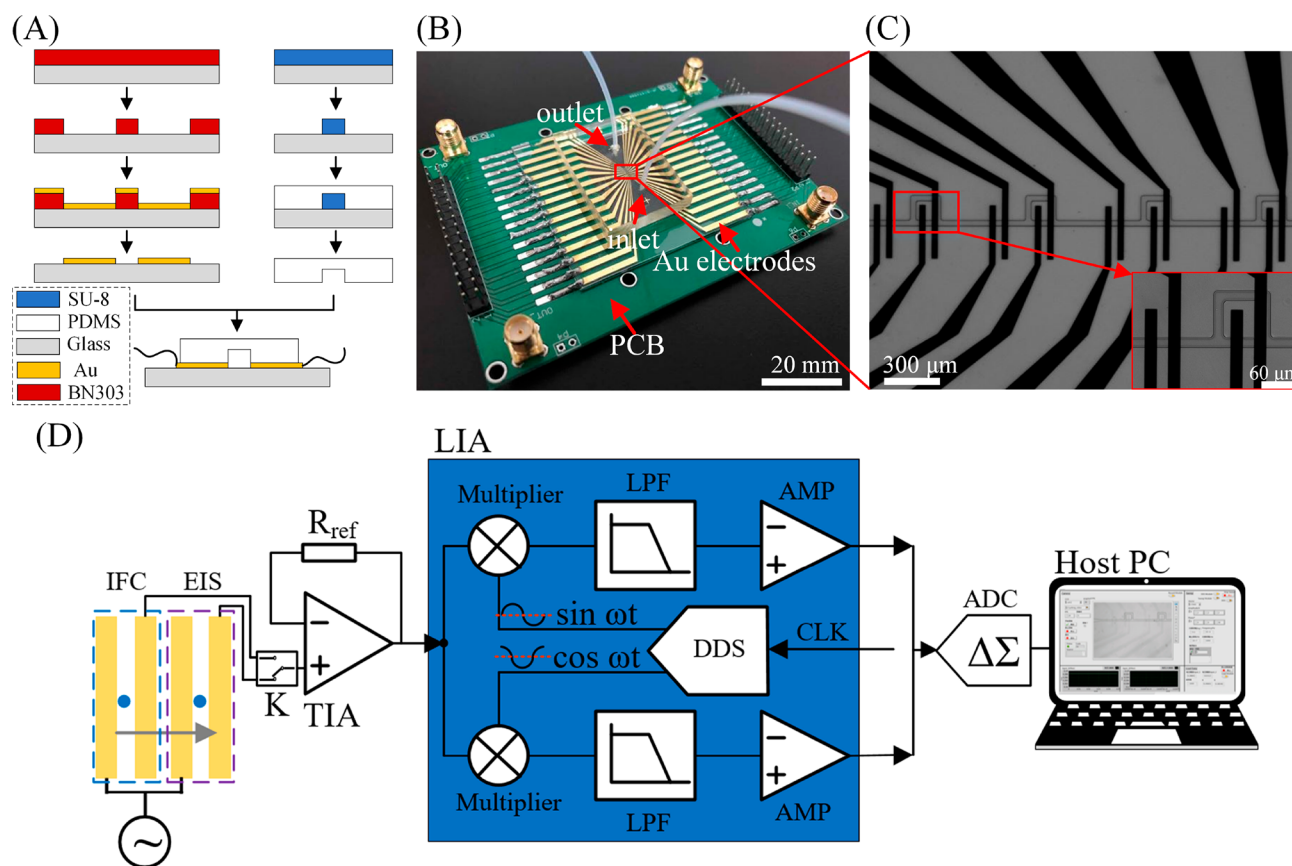 (A)
SU-8
PDMS
Glass
Au
BN303
(B)
outlet
inlet
Au electrodes
PCB
20 mm
(C)
300 μm
60 μm
(D)
LIA
Multiplier
LPF
AMP
R_ref
IFC
EIS
K
TIA
sin ωt
cos ωt
DDS
CLK
Multiplier
LPF
AMP
ADC
ΔΣ
Host PC